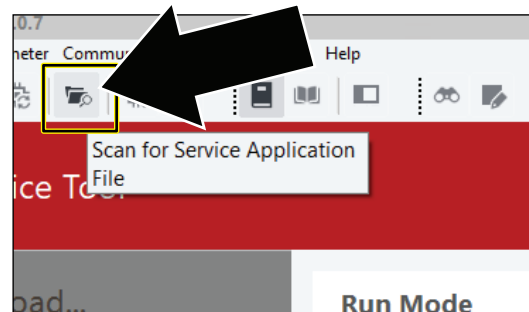 .0.7
neter Commu Help
Scan for Service Application
File
ice To
oad...
Run Mode